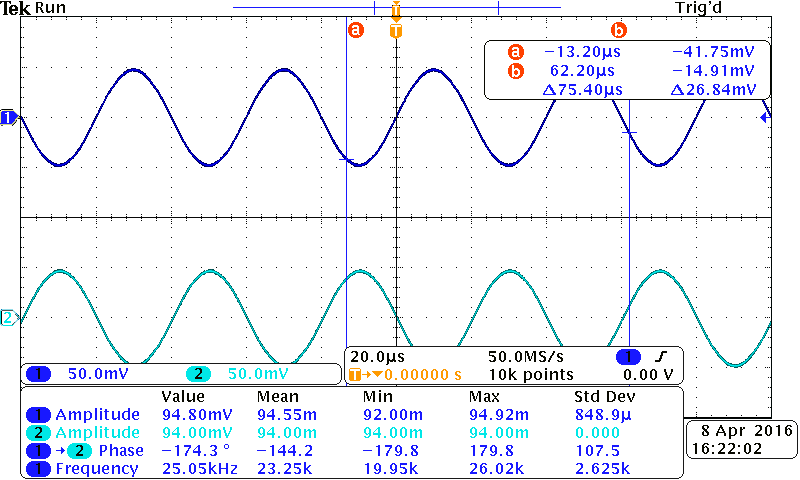 Tek Run Trig'd
T
a b
T
a −13.20µs −41.75mV
b 62.20µs −14.91mV
Δ75.40µs Δ26.84mV
1
2
1 50.0mV 2 50.0mV
20.0µs 50.0MS/s 1
T→▼0.00000 s 10k points 0.00 V
Value Mean Min Max Std Dev
1 Amplitude 94.80mV 94.55m 92.00m 94.92m 848.9µ
2 Amplitude 94.00mV 94.00m 94.00m 94.00m 0.000
1 → 2 Phase −174.3 ° −144.2 −179.8 179.8 107.5
1 Frequency 25.05kHz 23.25k 19.95k 26.02k 2.625k
8 Apr 2016
16:22:02